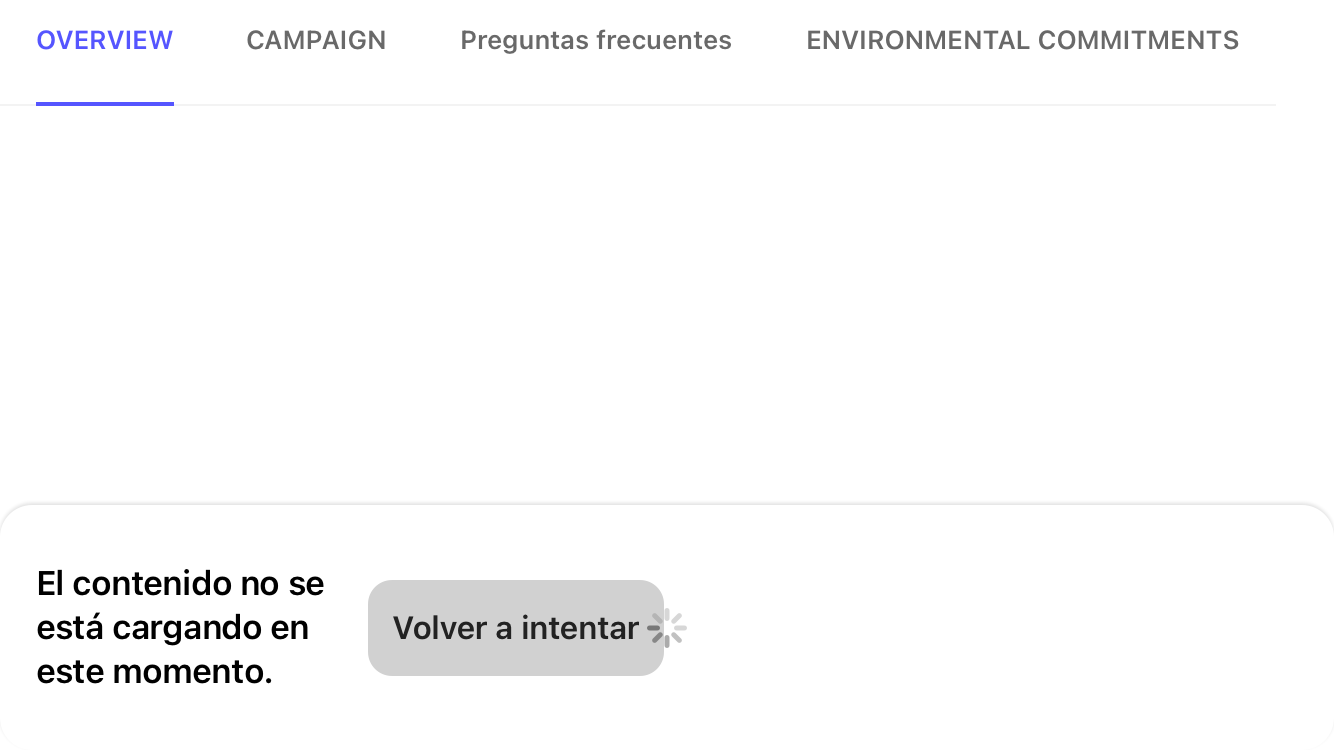 OVERVIEW CAMPAIGN Preguntas frecuentes ENVIRONMENTAL COMMITMENTS
El contenido no se
está cargando en
este momento.
Volver a intentar